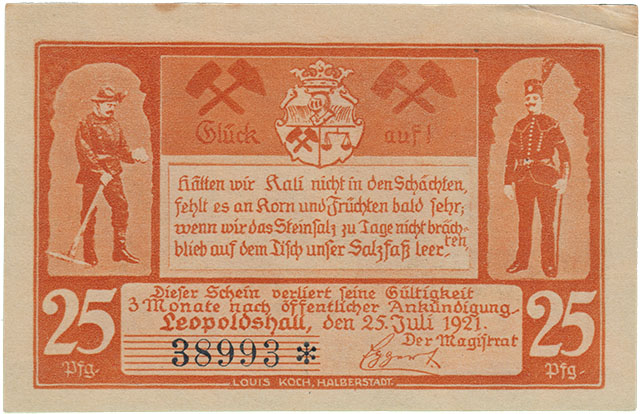 Glück auf!
Hätten wir Kali nicht in den Schächten,
fehlt es an Korn und Früchten bald sehr;
wenn wir das Steinsalz zu Tage nicht brächten,
blieb auf dem Tisch unser Salzfaß leer.
Dieser Schein verliert seine Gültigkeit
3 Monate nach öffentlicher Ankündigung.
Leopoldshall, den 25. Juli 1921.
Der Magistrat
38993 *
Eggert
25 Pfg.
25 Pfg.
LOUIS KOCH, HALBERSTADT.